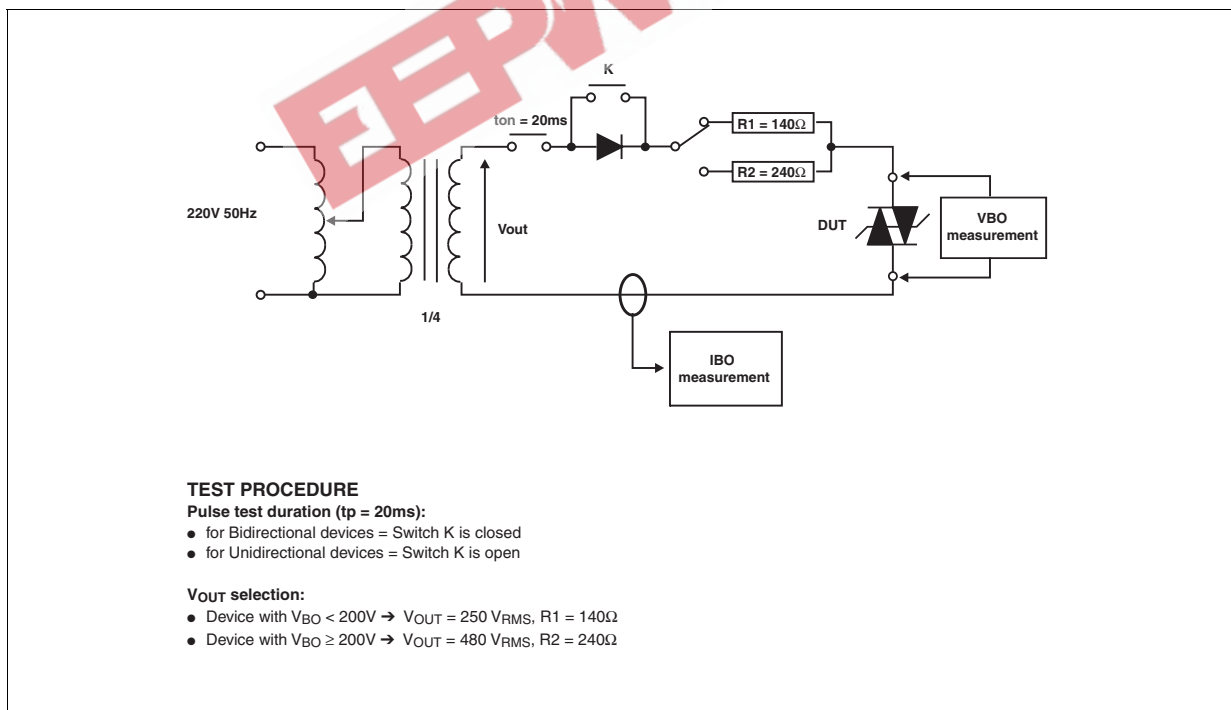 EEPW
K
ton = 20ms
R1 = 140Ω
R2 = 240Ω
220V 50Hz
Vout
DUT
VBO
measurement
1/4
IBO
measurement
TEST PROCEDURE
Pulse test duration (tp = 20ms):
● for Bidirectional devices = Switch K is closed
● for Unidirectional devices = Switch K is open
VOUT selection:
● Device with VBO < 200V ➔ VOUT = 250 VRMS, R1 = 140Ω
● Device with VBO ≥ 200V ➔ VOUT = 480 VRMS, R2 = 240Ω